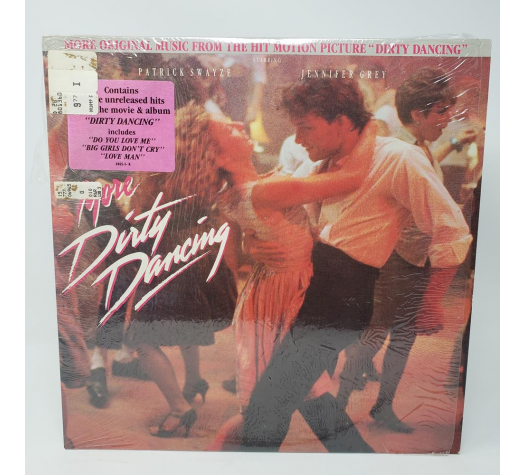 MORE ORIGINAL MUSIC FROM THE HIT MOTION PICTURE "DIRTY DANCING"
STARRING
PATRICK SWAYZE JENNIFER GREY
Contains
unreleased hits
the movie & album
"DIRTY DANCING"
includes
"DO YOU LOVE ME"
"BIG GIRLS DON'T CRY"
"LOVE MAN"
More
Dirty
Dancing